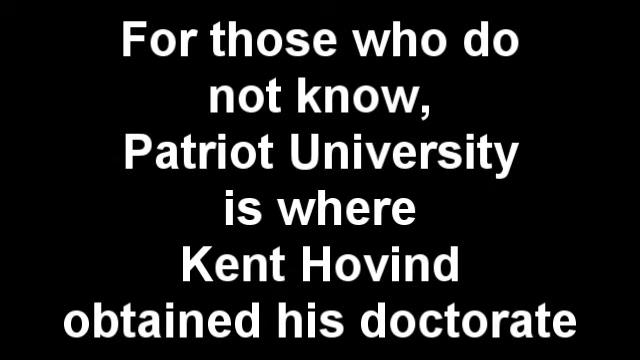 For those who do
not know,
Patriot University
is where
Kent Hovind
obtained his doctorate